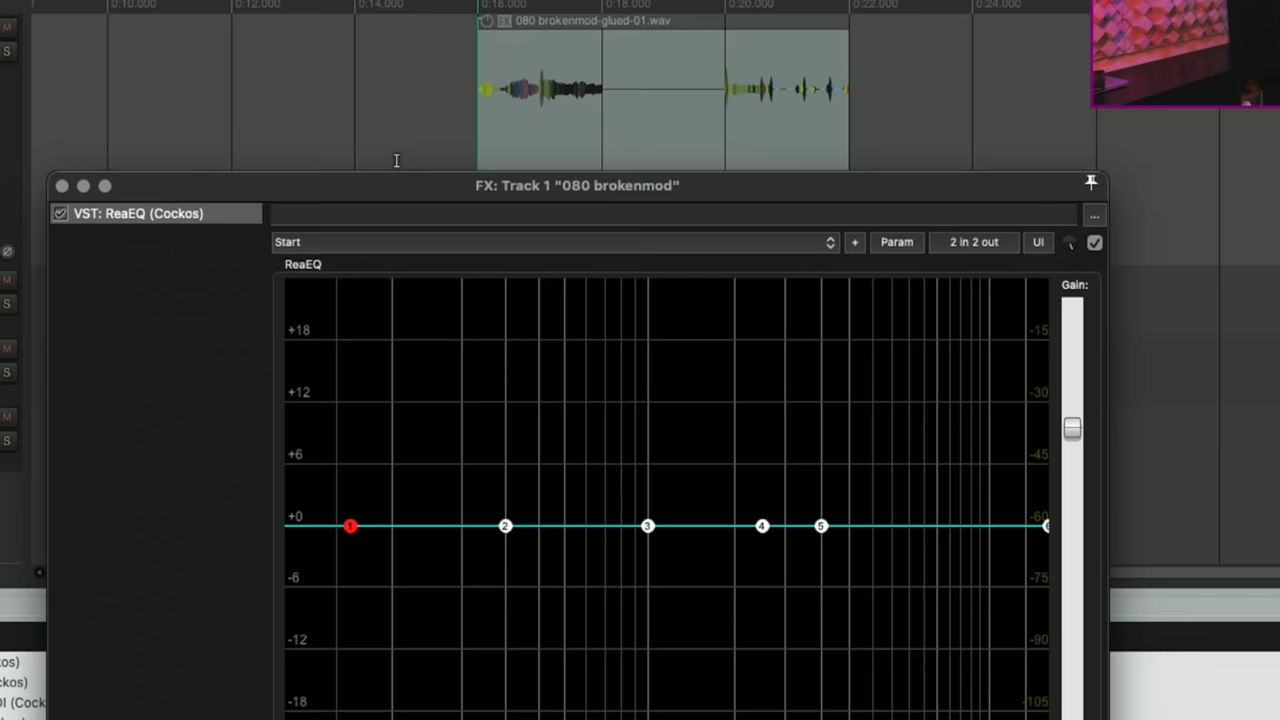 0:10.000 0:12.000 0:14.000 0:16.000 0:18.000 0:20.000 0:22.000 0:24.000
M
S
FX 080 brokenmod-glued-01.wav
FX: Track 1 "080 brokenmod"
VST: ReaEQ (Cockos)
...
Start + Param 2 in 2 out UI
ReaEQ
Gain:
M
S
+18 -15
M
S
+12 -30
M
S
+6 -45
+0 -60
1 2 3 4 5
-6 -75
-12 -90
-18 -105
kos)
ckos)
OI (Cock